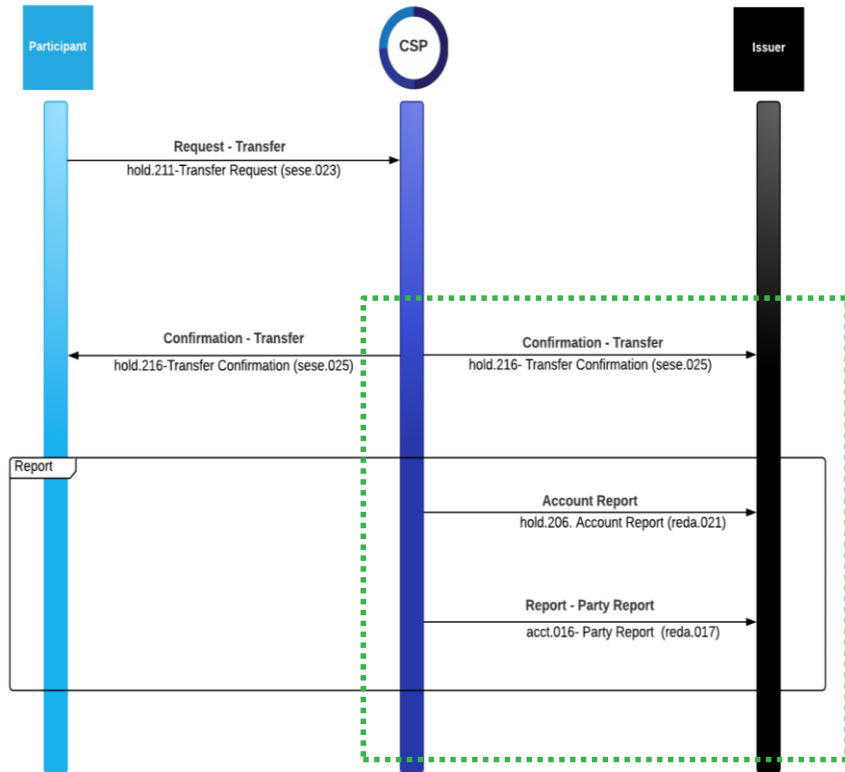 Participant
CSP
Issuer
Request - Transfer
hold.211-Transfer Request (sese.023)
Confirmation - Transfer
hold.216-Transfer Confirmation (sese.025)
Confirmation - Transfer
hold.216- Transfer Confirmation (sese.025)
Report
Account Report
hold.206. Account Report (reda.021)
Report - Party Report
acct.016- Party Report (reda.017)